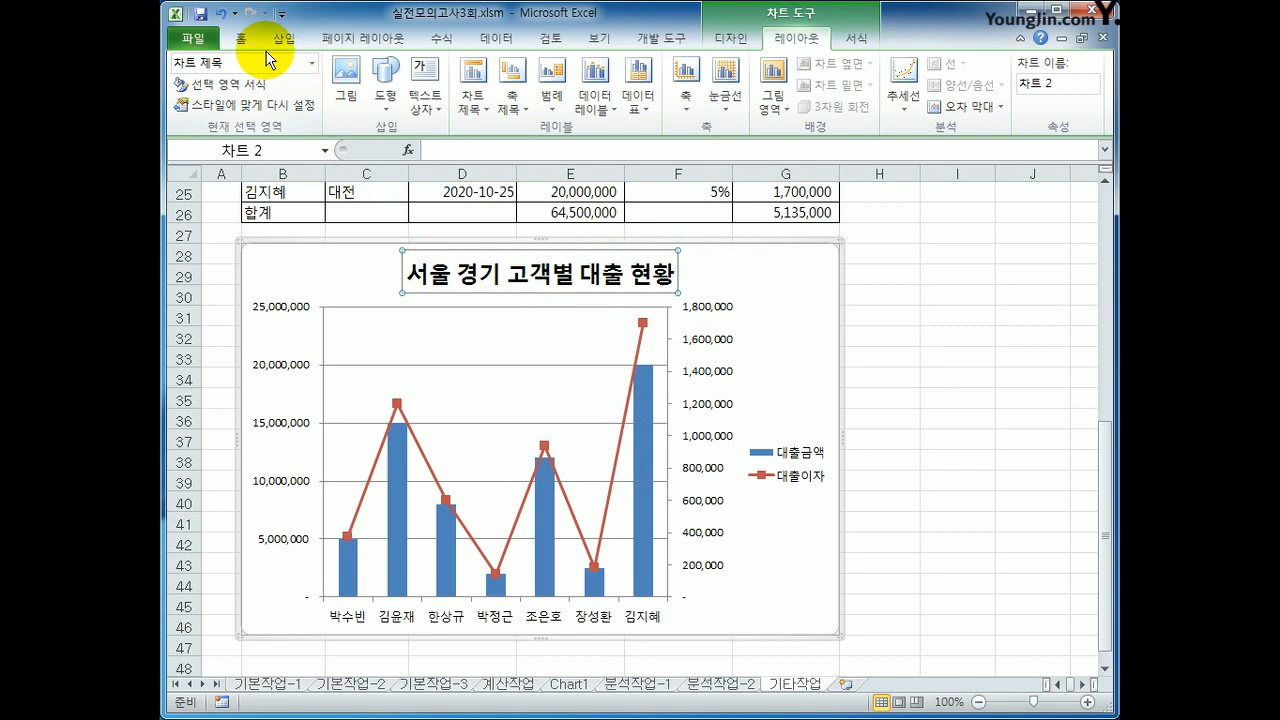 실전모의고사3회.xlsm - Microsoft Excel
차트 도구
YoungJin.com Y.
파일 홈 삽입 페이지 레이아웃 수식 데이터 검토 보기 개발 도구 디자인 레이아웃 서식
차트 제목
선택 영역 서식
스타일에 맞게 다시 설정
현재 선택 영역
그림 도형 텍스트 상자
삽입
차트 제목 축 제목 범례 데이터 레이블 데이터 표
레이블
축 눈금선
축
그림 영역 차트 옆면 차트 밑면 3차원 회전
배경
추세선 선 양선/음선 오차 막대
분석
차트 이름:
차트 2
속성
차트 2 fx
A B C D E F G H I J
25 김지혜 대전 2020-10-25 20,000,000 5% 1,700,000
26 합계 64,500,000 5,135,000
27
28
29
30
31
32
33
34
35
36
37
38
39
40
41
42
43
44
45
46
47
48
서울 경기 고객별 대출 현황
25,000,000
20,000,000
15,000,000
10,000,000
5,000,000
-
1,800,000
1,600,000
1,400,000
1,200,000
1,000,000
800,000
600,000
400,000
200,000
-
대출금액
대출이자
박수빈 김윤재 한상규 박정근 조은호 장성환 김지혜
기본작업-1 기본작업-2 기본작업-3 계산작업 Chart1 분석작업-1 분석작업-2 기타작업
준비 100%